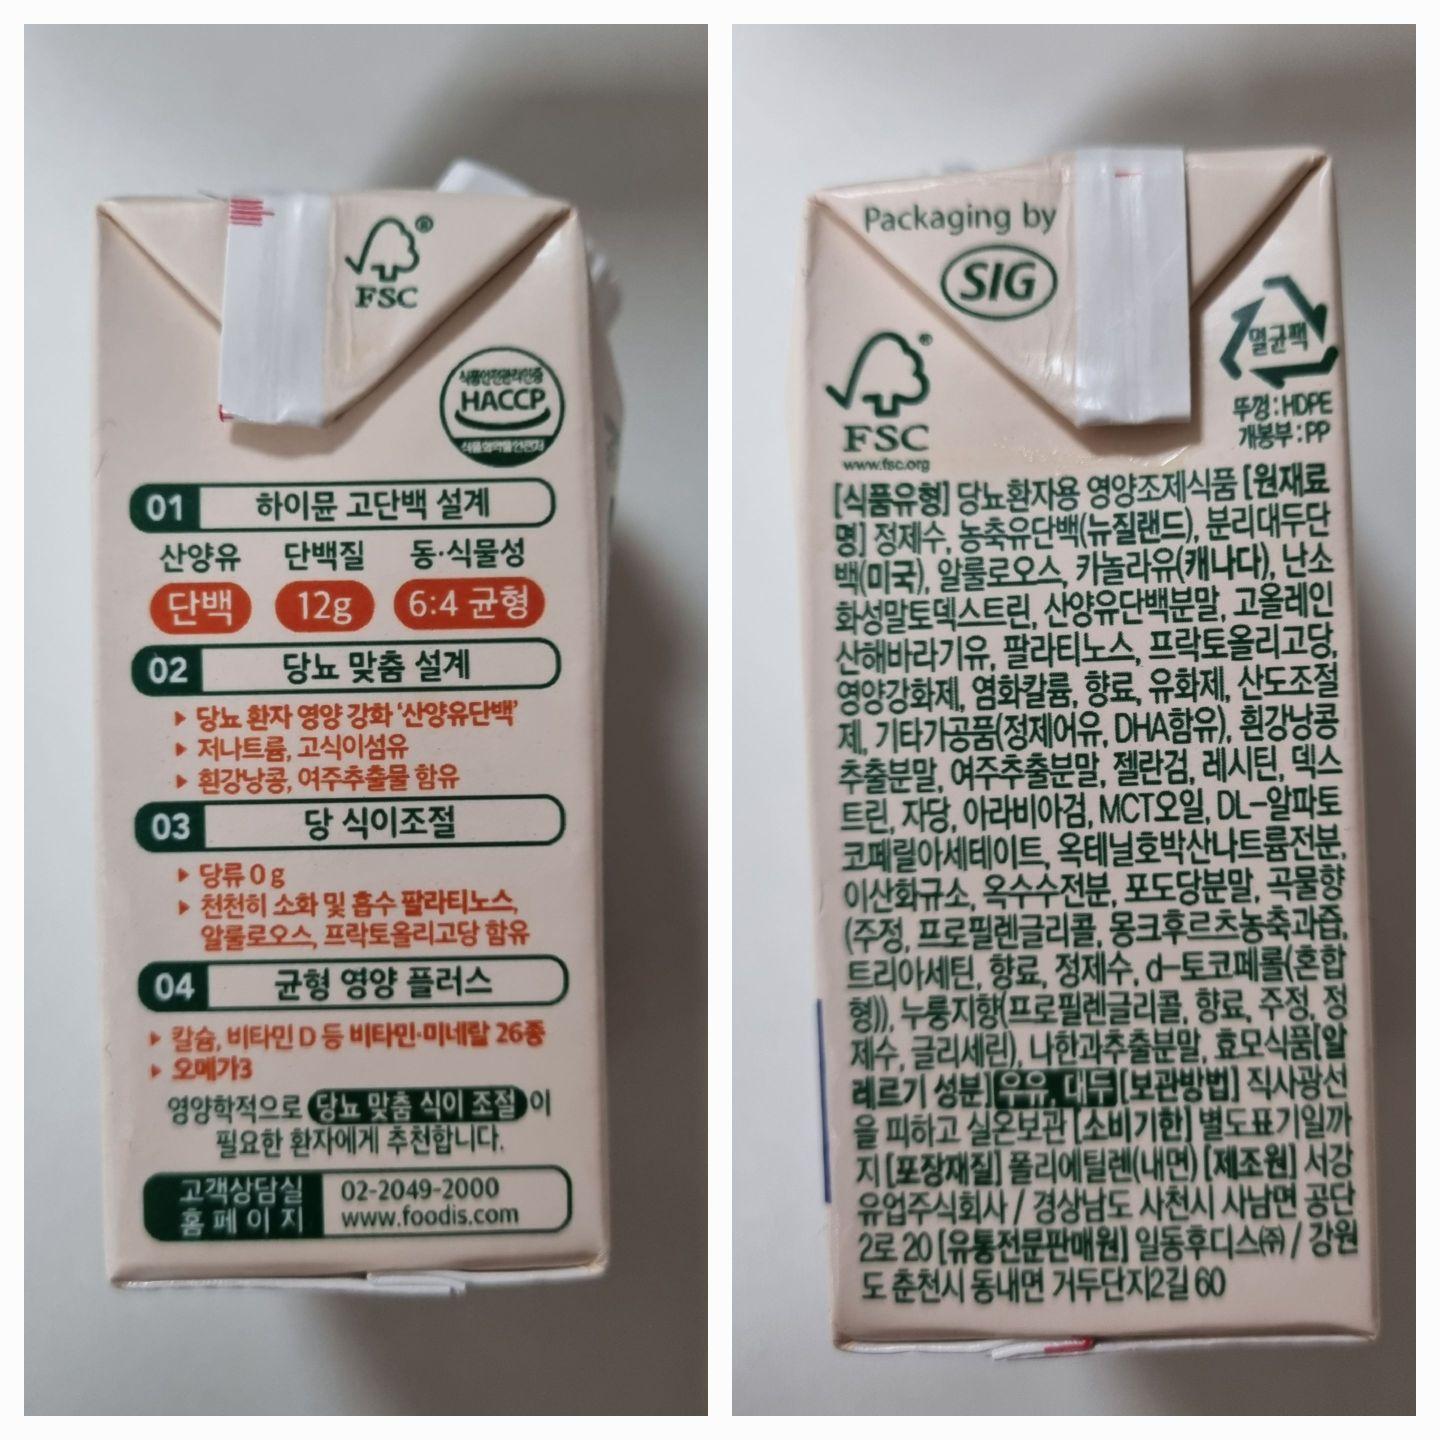 ®
FSC
식품안전관리인증
HACCP
식품의약품안전처
01 하이뮨 고단백 설계
산양유 단백질 동·식물성
단백 12g 6:4 균형
02 당뇨 맞춤 설계
▸ 당뇨 환자 영양 강화 '산양유단백'
▸ 저나트륨, 고식이섬유
▸ 흰강낭콩, 여주추출물 함유
03 당 식이조절
▸ 당류 0 g
▸ 천천히 소화 및 흡수 팔라티노스,
알룰로오스, 프락토올리고당 함유
04 균형 영양 플러스
▸ 칼슘, 비타민 D 등 비타민·미네랄 26종
▸ 오메가3
영양학적으로 당뇨 맞춤 식이 조절 이
필요한 환자에게 추천합니다.
고객상담실 02-2049-2000
홈페이지 www.foodis.com
Packaging by
SIG
®
FSC
www.fsc.org
멸균팩
뚜껑 : HDPE
개봉부 : PP
[식품유형] 당뇨환자용 영양조제식품 [원재료
명] 정제수, 농축유단백(뉴질랜드), 분리대두단
백(미국), 알룰로오스, 카놀라유(캐나다), 난소
화성말토덱스트린, 산양유단백분말, 고올레인
산해바라기유, 팔라티노스, 프락토올리고당,
영양강화제, 염화칼륨, 향료, 유화제, 산도조절
제, 기타가공품(정제어유, DHA함유), 흰강낭콩
추출분말, 여주추출분말, 젤란검, 레시틴, 덱스
트린, 자당, 아라비아검, MCT오일, DL-알파토
코페릴아세테이트, 옥테닐호박산나트륨전분,
이산화규소, 옥수수전분, 포도당분말, 곡물향
(주정, 프로필렌글리콜, 몽크후르츠농축과즙,
트리아세틴, 향료, 정제수, d-토코페롤(혼합
형)), 누룽지향(프로필렌글리콜, 향료, 주정, 정
제수, 글리세린), 나한과추출분말, 효모식품[알
레르기 성분] 우유, 대두 [보관방법] 직사광선
을 피하고 실온보관 [소비기한] 별도표기일까
지 [포장재질] 폴리에틸렌(내면) [제조원] 서강
유업주식회사 / 경상남도 사천시 사남면 공단
2로 20 [유통전문판매원] 일동후디스㈜ / 강원
도 춘천시 동내면 거두단지2길 60